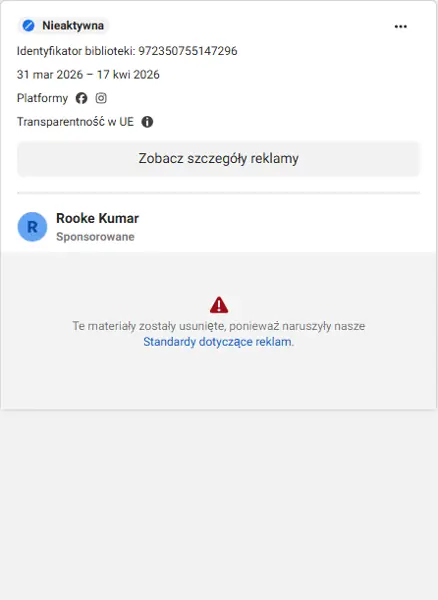 Nieaktywna
Identyfikator biblioteki: 972350755147296
31 mar 2026 – 17 kwi 2026
Platformy
Transparentność w UE
Zobacz szczegóły reklamy
R
Rooke Kumar
Sponsorowane
Te materiały zostały usunięte, ponieważ naruszyły nasze
Standardy dotyczące reklam.